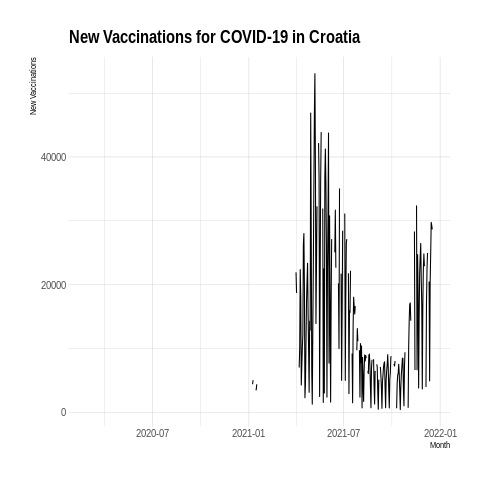 New Vaccinations for COVID-19 in Croatia
New Vaccinations
40000
20000
0
2020-07 2021-01 2021-07 2022-01
Month